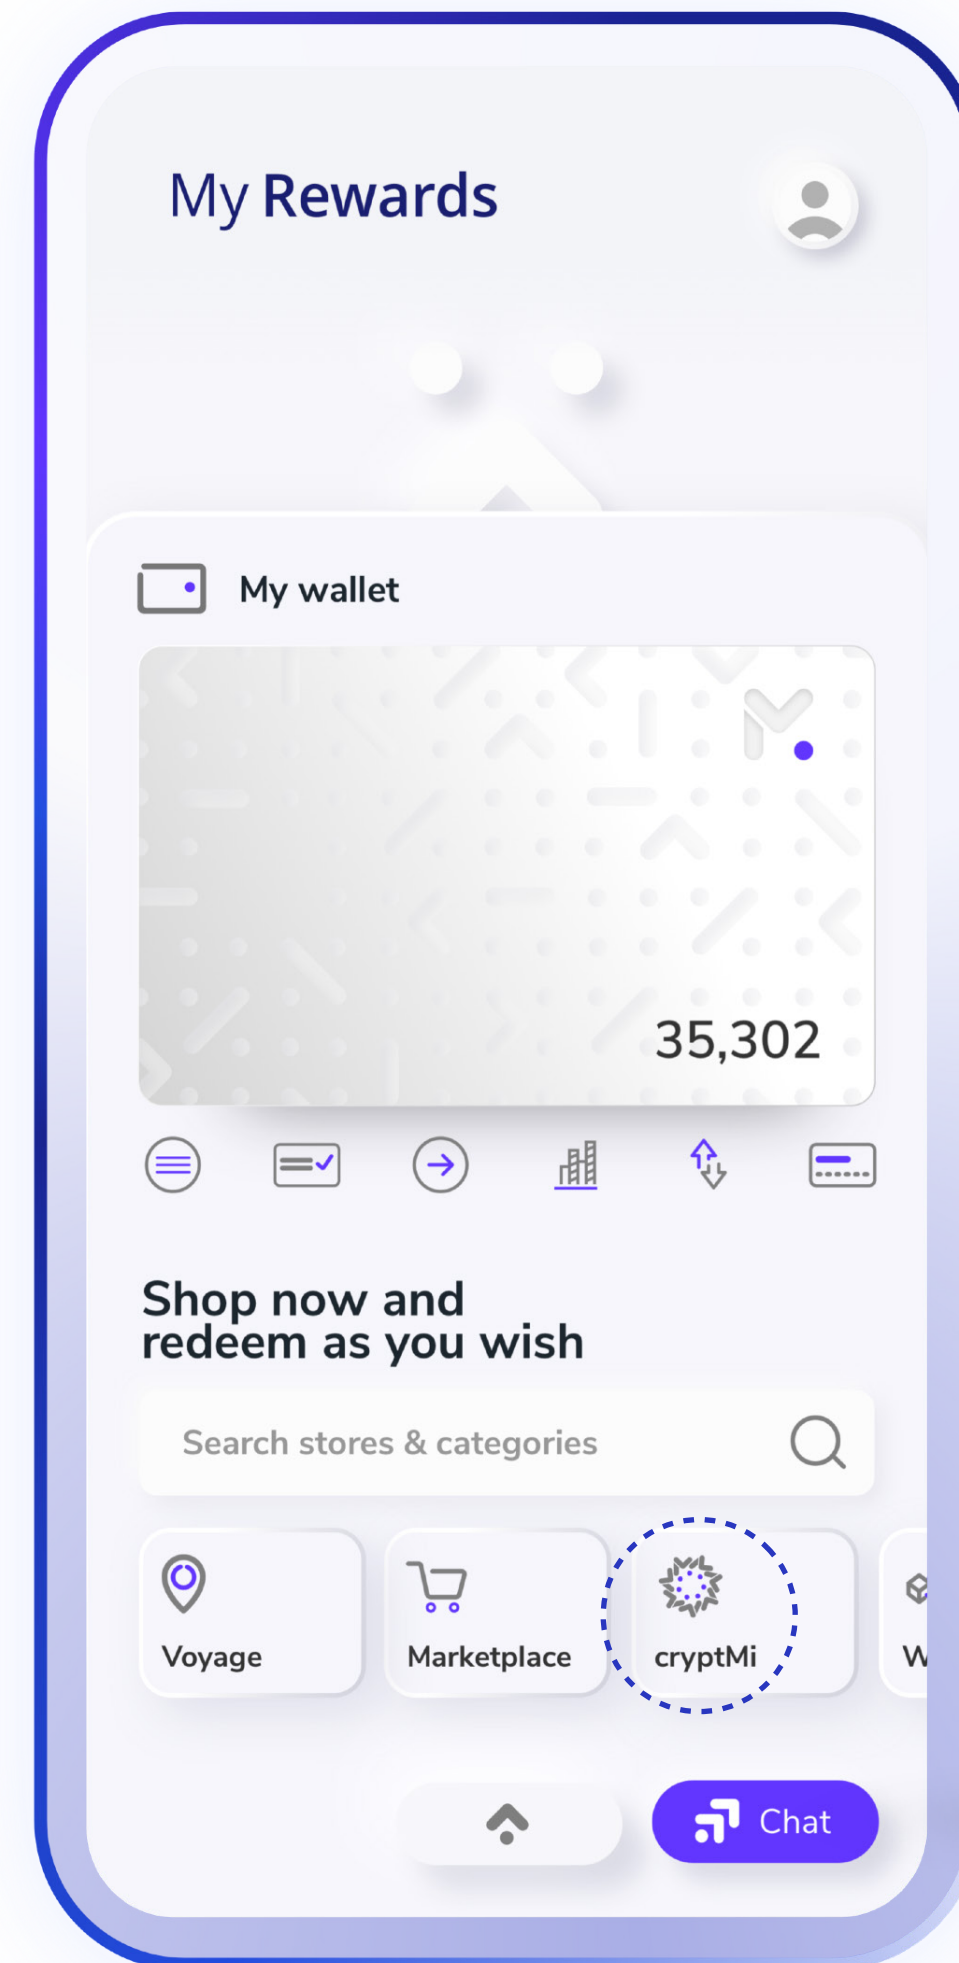 My Rewards
My wallet
35,302
Shop now and
redeem as you wish
Search stores & categories
Voyage
Marketplace
cryptMi
Chat